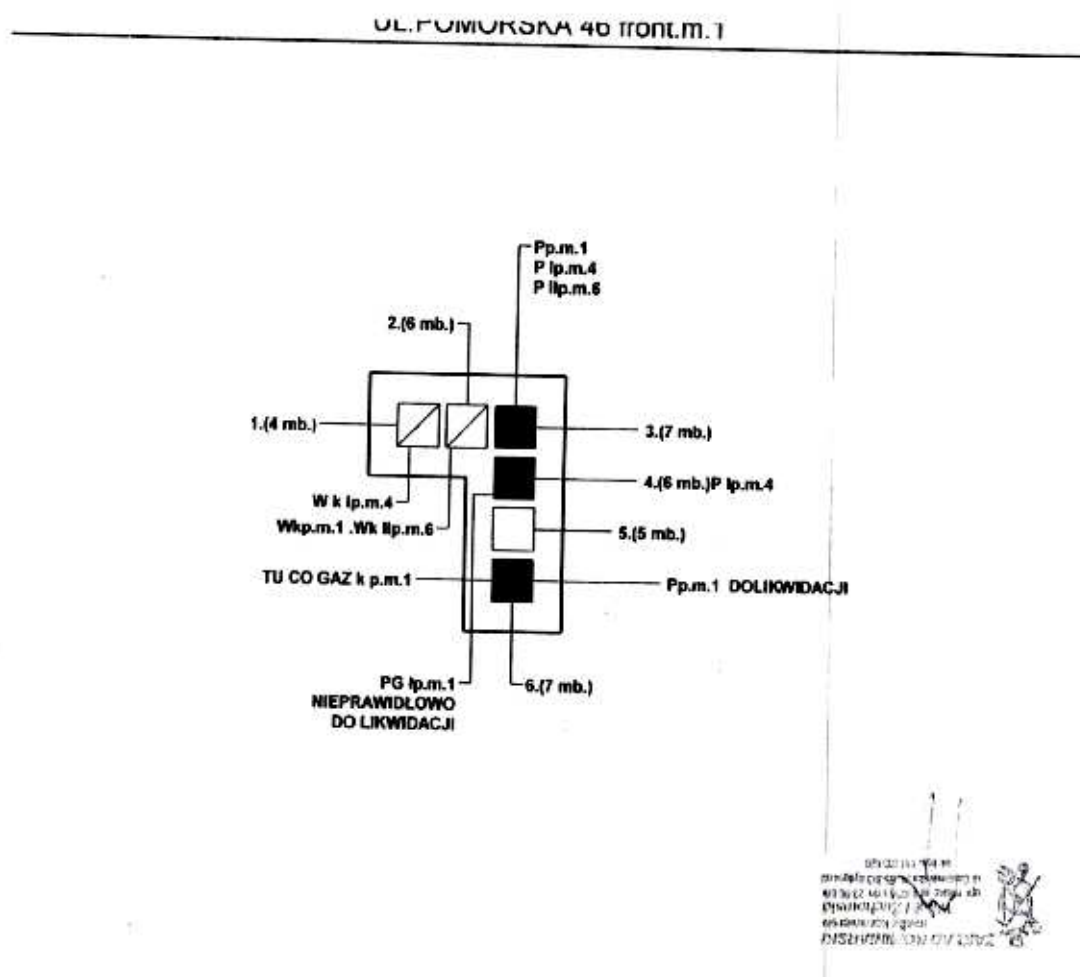 UL.POMORSKA 46 front.m.1
Pp.m.1
P Ip.m.4
P IIp.m.6
2.(6 mb.)
1.(4 mb.)
3.(7 mb.)
4.(6 mb.)P Ip.m.4
W k Ip.m.4
Wkp.m.1 .Wk IIp.m.6
5.(5 mb.)
TU CO GAZ k p.m.1
Pp.m.1 DOLIKWIDACJI
PG Ip.m.1
NIEPRAWIDŁOWO
DO LIKWIDACJI
6.(7 mb.)